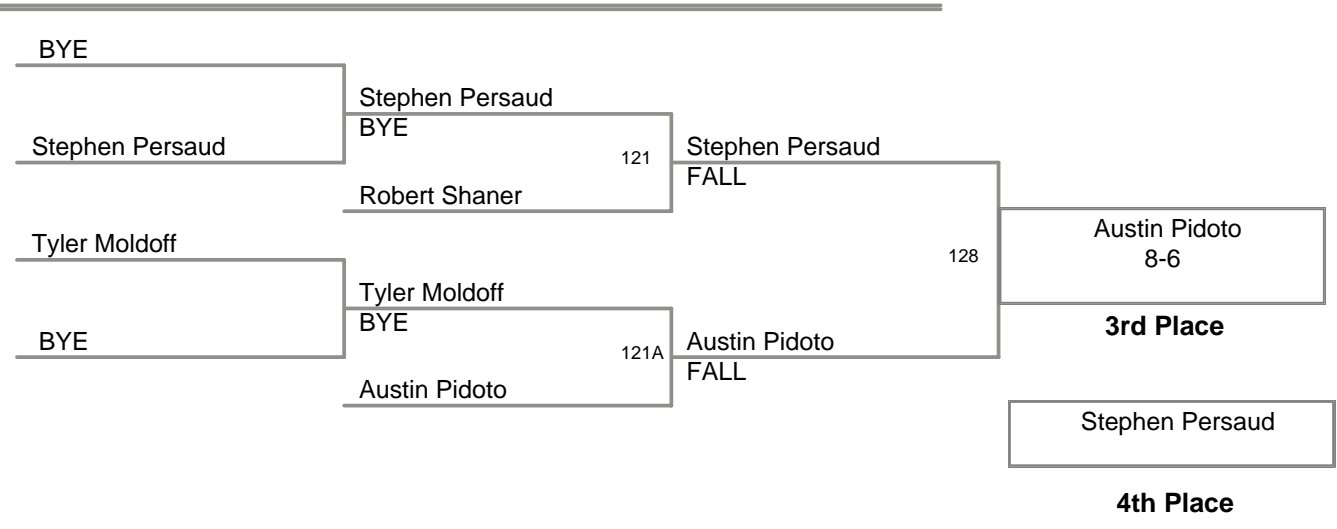 BYE
Stephen Persaud
BYE
Stephen Persaud
121
Stephen Persaud
FALL
Robert Shaner
Tyler Moldoff
Austin Pidoto
8-6
128
Tyler Moldoff
BYE
3rd Place
BYE
121A
Austin Pidoto
FALL
Austin Pidoto
Stephen Persaud
4th Place